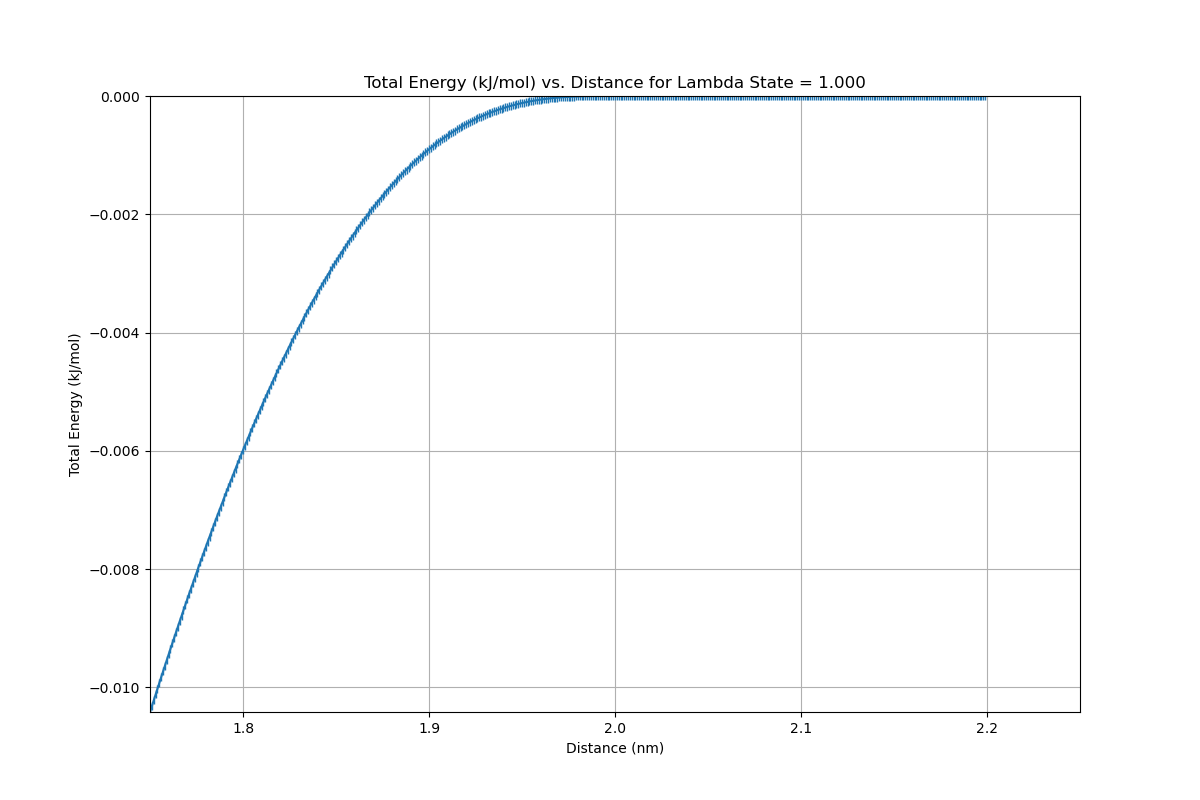 Total Energy (kJ/mol) vs. Distance for Lambda State = 1.000
0.000
−0.002
−0.004
−0.006
−0.008
−0.010
Total Energy (kJ/mol)
1.8 1.9 2.0 2.1 2.2
Distance (nm)